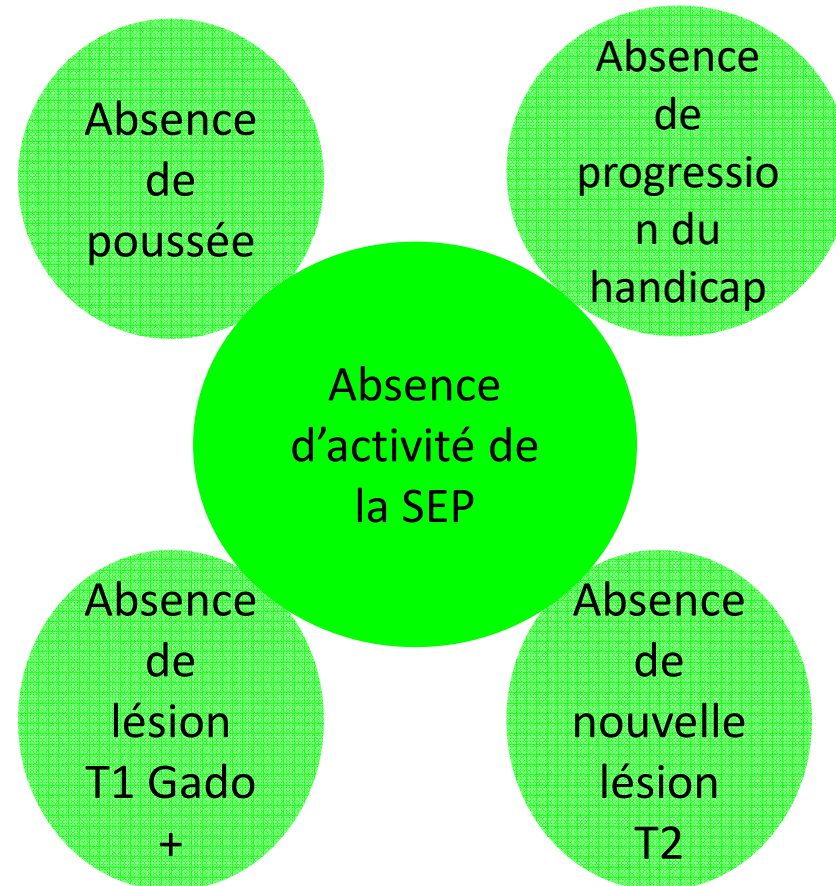 Absence
de
poussée
Absence
de
progressio
n du
handicap
Absence
d’activité de
la SEP
Absence
de
lésion
T1 Gado
+
Absence
de
nouvelle
lésion
T2